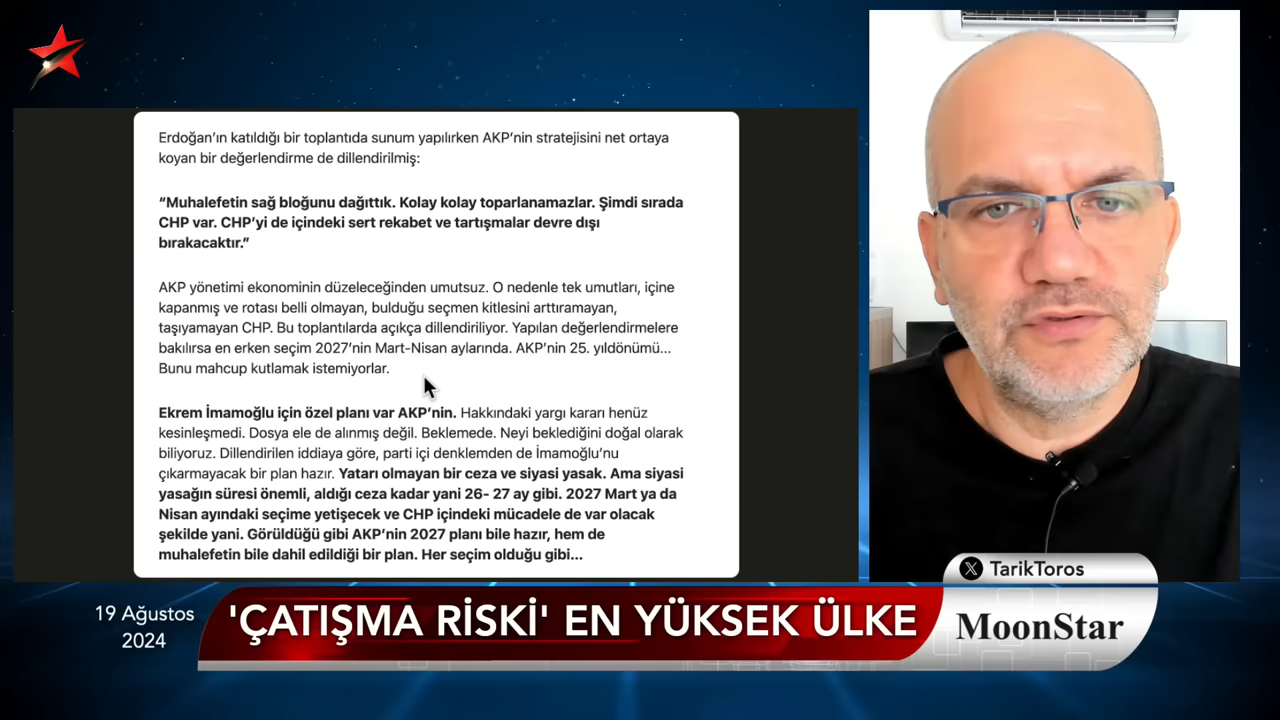 Erdoğan’ın katıldığı bir toplantıda sunum yapılırken AKP’nin stratejisini net ortaya
koyan bir değerlendirme de dillendirilmiş:
“Muhalefetin sağ bloğunu dağıttık. Kolay kolay toparlanamazlar. Şimdi sırada
CHP var. CHP’yi de içindeki sert rekabet ve tartışmalar devre dışı
bırakacaktır.”
AKP yönetimi ekonominin düzeleceğinden umutsuz. O nedenle tek umutları, içine
kapanmış ve rotası belli olmayan, bulduğu seçmen kitlesini arttıramayan,
taşıyamayan CHP. Bu toplantılarda açıkça dillendiriliyor. Yapılan değerlendirmelere
bakılırsa en erken seçim 2027’nin Mart-Nisan aylarında. AKP’nin 25. yıldönümü...
Bunu mahcup kutlamak istemiyorlar.
Ekrem İmamoğlu için özel planı var AKP’nin. Hakkındaki yargı kararı henüz
kesinleşmedi. Dosya ele de alınmış değil. Beklemede. Neyi beklediğini doğal olarak
biliyoruz. Dillendirilen iddiaya göre, parti içi denklemden de İmamoğlu’nu
çıkarmayacak bir plan hazır. Yatarı olmayan bir ceza ve siyasi yasak. Ama siyasi
yasağın süresi önemli, aldığı ceza kadar yani 26- 27 ay gibi. 2027 Mart ya da
Nisan ayındaki seçime yetişecek ve CHP içindeki mücadele de var olacak
şekilde yani. Görüldüğü gibi AKP’nin 2027 planı bile hazır, hem de
muhalefetin bile dahil edildiği bir plan. Her seçim olduğu gibi...
X TarikToros
19 Ağustos
2024
'ÇATIŞMA RİSKİ' EN YÜKSEK ÜLKE
MoonStar